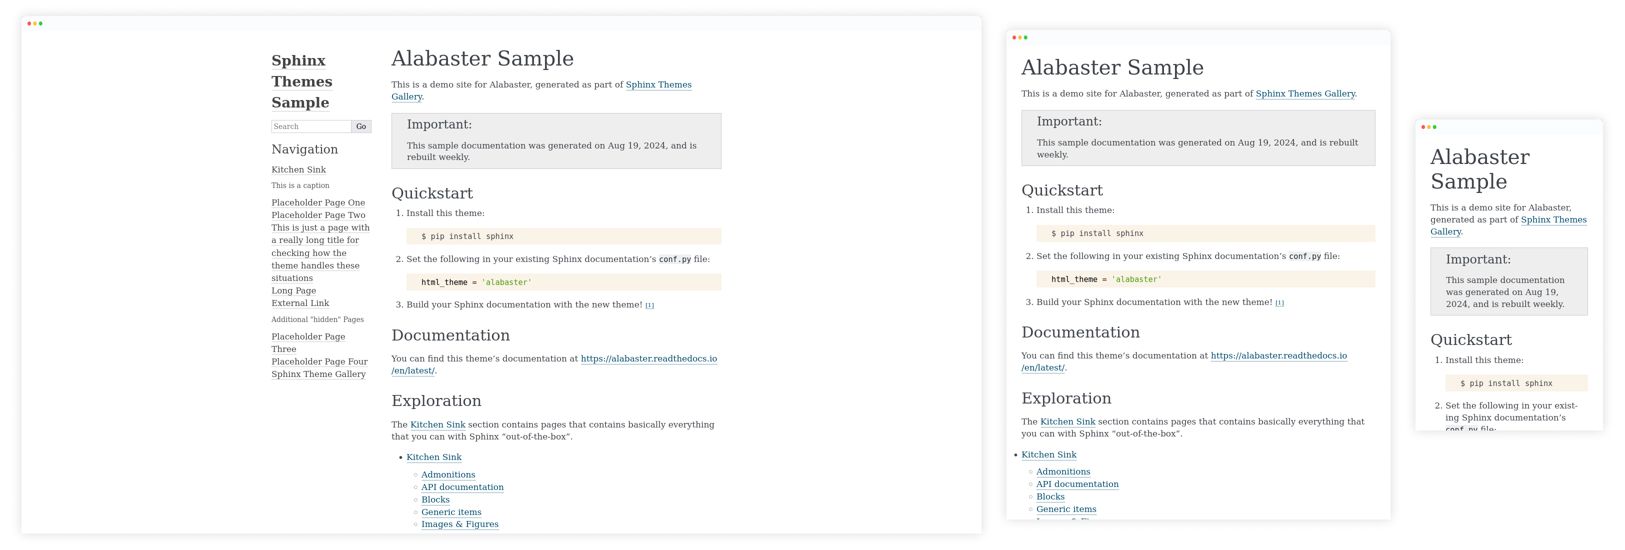 Sphinx
Themes
Sample
Search
Go
Navigation
Kitchen Sink
This is a caption
Placeholder Page One
Placeholder Page Two
This is just a page with
a really long title for
checking how the
theme handles these
situations
Long Page
External Link
Additional "hidden" Pages
Placeholder Page
Three
Placeholder Page Four
Sphinx Theme Gallery
Alabaster Sample
This is a demo site for Alabaster, generated as part of Sphinx Themes
Gallery.
Important:
This sample documentation was generated on Aug 19, 2024, and is
rebuilt weekly.
Quickstart
1. Install this theme:
$ pip install sphinx
2. Set the following in your existing Sphinx documentation’s conf.py file:
html_theme = 'alabaster'
3. Build your Sphinx documentation with the new theme! [1]
Documentation
You can find this theme’s documentation at https://alabaster.readthedocs.io
/en/latest/.
Exploration
The Kitchen Sink section contains pages that contains basically everything
that you can with Sphinx “out-of-the-box”.
• Kitchen Sink
◦ Admonitions
◦ API documentation
◦ Blocks
◦ Generic items
◦ Images & Figures
Alabaster Sample
This is a demo site for Alabaster, generated as part of Sphinx Themes Gallery.
Important:
This sample documentation was generated on Aug 19, 2024, and is rebuilt
weekly.
Quickstart
1. Install this theme:
$ pip install sphinx
2. Set the following in your existing Sphinx documentation’s conf.py file:
html_theme = 'alabaster'
3. Build your Sphinx documentation with the new theme! [1]
Documentation
You can find this theme’s documentation at https://alabaster.readthedocs.io
/en/latest/.
Exploration
The Kitchen Sink section contains pages that contains basically everything that
you can with Sphinx “out-of-the-box”.
• Kitchen Sink
◦ Admonitions
◦ API documentation
◦ Blocks
◦ Generic items
Alabaster
Sample
This is a demo site for Alabaster,
generated as part of Sphinx Themes
Gallery.
Important:
This sample documentation
was generated on Aug 19,
2024, and is rebuilt weekly.
Quickstart
1. Install this theme:
$ pip install sphinx
2. Set the following in your exist-
ing Sphinx documentation’s
conf.py file: